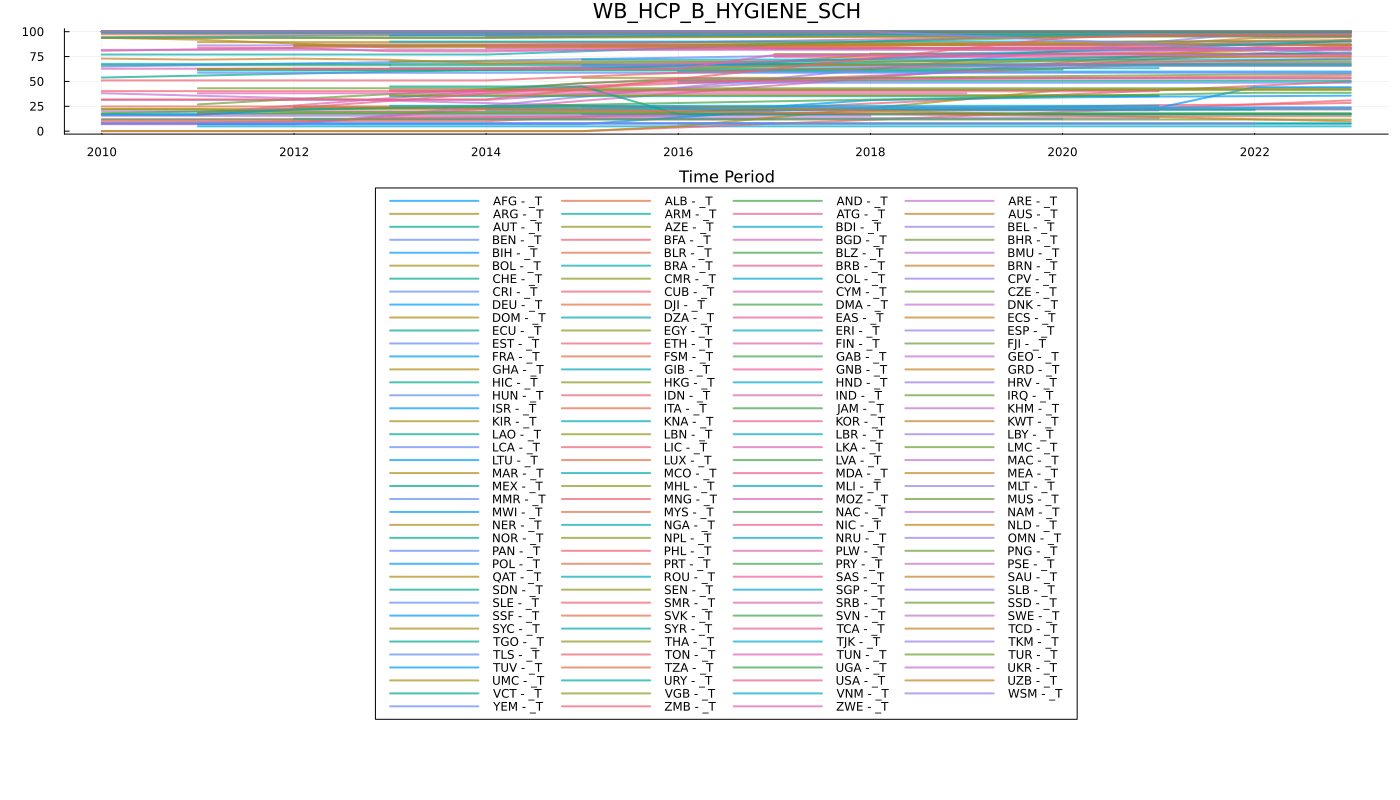 WB_HCP_B_HYGIENE_SCH
100
75
50
25
0
2010 2012 2014 2016 2018 2020 2022
Time Period
AFG - _T ALB - _T AND - _T ARE - _T
ARG - _T ARM - _T ATG - _T AUS - _T
AUT - _T AZE - _T BDI - _T BEL - _T
BEN - _T BFA - _T BGD - _T BHR - _T
BIH - _T BLR - _T BLZ - _T BMU - _T
BOL - _T BRA - _T BRB - _T BRN - _T
CHE - _T CMR - _T COL - _T CPV - _T
CRI - _T CUB - _T CYM - _T CZE - _T
DEU - _T DJI - _T DMA - _T DNK - _T
DOM - _T DZA - _T EAS - _T ECS - _T
ECU - _T EGY - _T ERI - _T ESP - _T
EST - _T ETH - _T FIN - _T FJI - _T
FRA - _T FSM - _T GAB - _T GEO - _T
GHA - _T GIB - _T GNB - _T GRD - _T
HIC - _T HKG - _T HND - _T HRV - _T
HUN - _T IDN - _T IND - _T IRQ - _T
ISR - _T ITA - _T JAM - _T KHM - _T
KIR - _T KNA - _T KOR - _T KWT - _T
LAO - _T LBN - _T LBR - _T LBY - _T
LCA - _T LIC - _T LKA - _T LMC - _T
LTU - _T LUX - _T LVA - _T MAC - _T
MAR - _T MCO - _T MDA - _T MEA - _T
MEX - _T MHL - _T MLI - _T MLT - _T
MMR - _T MNG - _T MOZ - _T MUS - _T
MWI - _T MYS - _T NAC - _T NAM - _T
NER - _T NGA - _T NIC - _T NLD - _T
NOR - _T NPL - _T NRU - _T OMN - _T
PAN - _T PHL - _T PLW - _T PNG - _T
POL - _T PRT - _T PRY - _T PSE - _T
QAT - _T ROU - _T SAS - _T SAU - _T
SDN - _T SEN - _T SGP - _T SLB - _T
SLE - _T SMR - _T SRB - _T SSD - _T
SSF - _T SVK - _T SVN - _T SWE - _T
SYC - _T SYR - _T TCA - _T TCD - _T
TGO - _T THA - _T TJK - _T TKM - _T
TLS - _T TON - _T TUN - _T TUR - _T
TUV - _T TZA - _T UGA - _T UKR - _T
UMC - _T URY - _T USA - _T UZB - _T
VCT - _T VGB - _T VNM - _T WSM - _T
YEM - _T ZMB - _T ZWE - _T